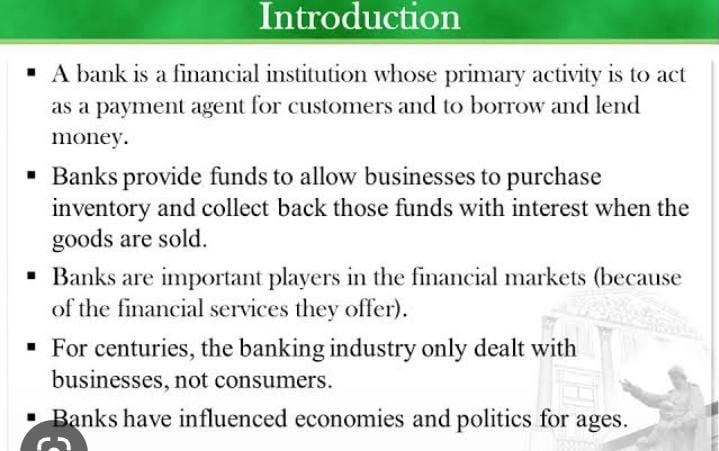 Introduction
▪ A bank is a financial institution whose primary activity is to act
as a payment agent for customers and to borrow and lend
money.
▪ Banks provide funds to allow businesses to purchase
inventory and collect back those funds with interest when the
goods are sold.
▪ Banks are important players in the financial markets (because
of the financial services they offer).
▪ For centuries, the banking industry only dealt with
businesses, not consumers.
▪ Banks have influenced economies and politics for ages.